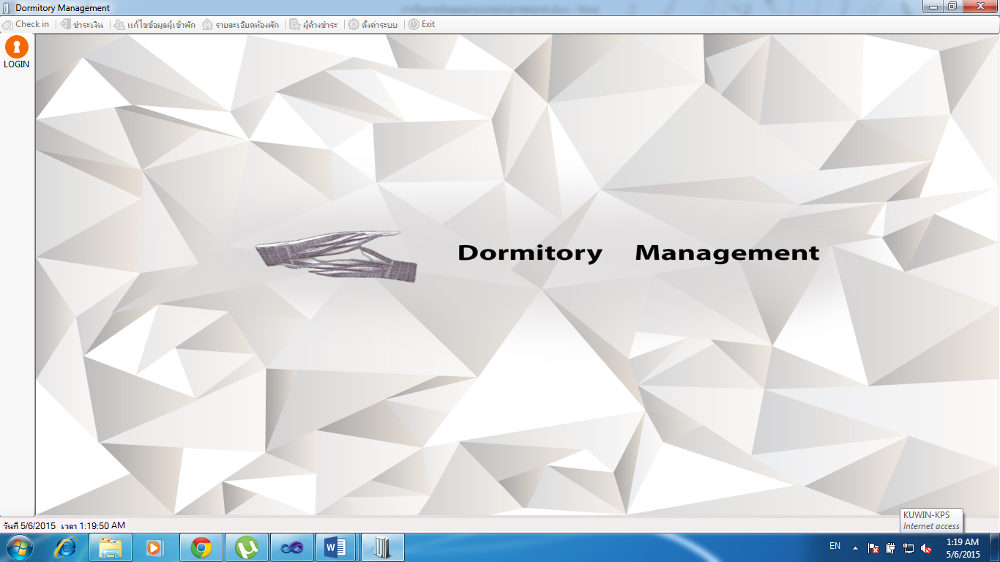 Dormitory Management
Check in ชำระเงิน แก้ไขข้อมูลผู้เข้าพัก รายละเอียดห้องพัก ผู้ค้างชำระ ตั้งค่าระบบ Exit
LOGIN
Dormitory Management
KUWIN-KPS
Internet access
วันที่ 5/6/2015 เวลา 1:19:50 AM
EN
1:19 AM
5/6/2015